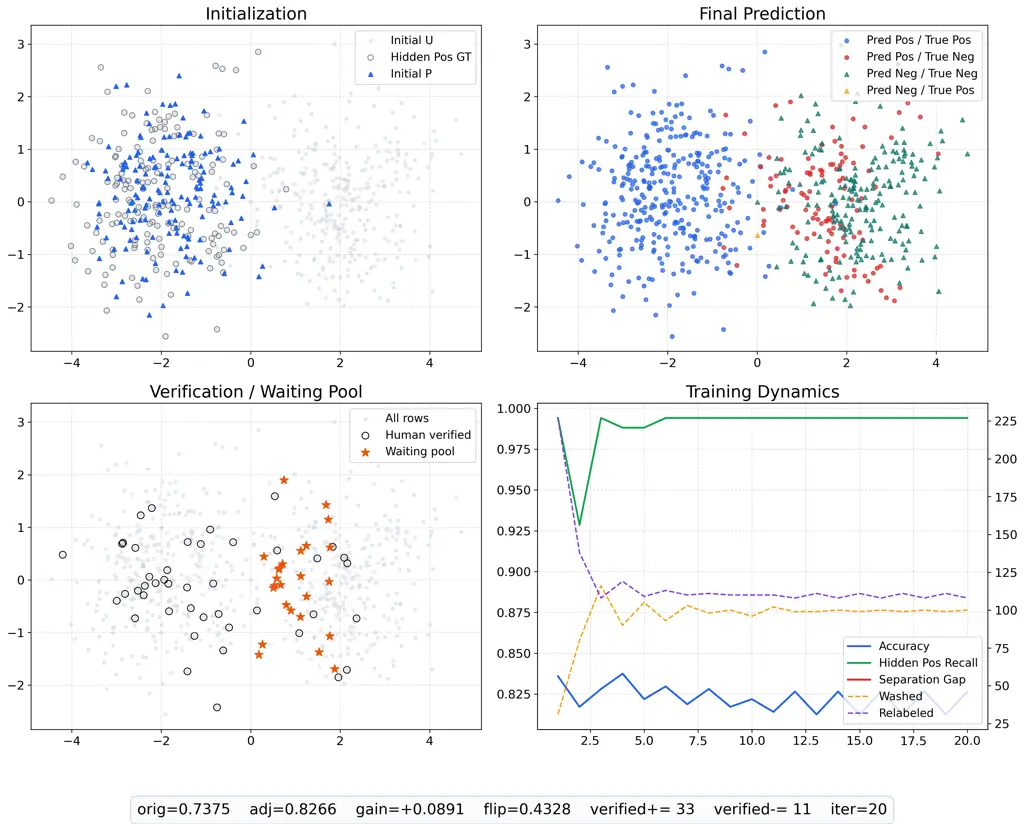 Initialization
Initial U
Hidden Pos GT
Initial P
3
2
1
0
−1
−2
−4
−2
0
2
4
Final Prediction
Pred Pos / True Pos
Pred Pos / True Neg
Pred Neg / True Neg
Pred Neg / True Pos
3
2
1
0
−1
−2
−4
−2
0
2
4
Verification / Waiting Pool
All rows
Human verified
Waiting pool
3
2
1
0
−1
−2
−4
−2
0
2
4
Training Dynamics
1.000
0.975
0.950
0.925
0.900
0.875
0.850
0.825
225
200
175
150
125
100
75
50
25
Accuracy
Hidden Pos Recall
Separation Gap
Washed
Relabeled
2.5
5.0
7.5
10.0
12.5
15.0
17.5
20.0
orig=0.7375 adj=0.8266 gain=+0.0891 flip=0.4328 verified+= 33 verified-= 11 iter=20